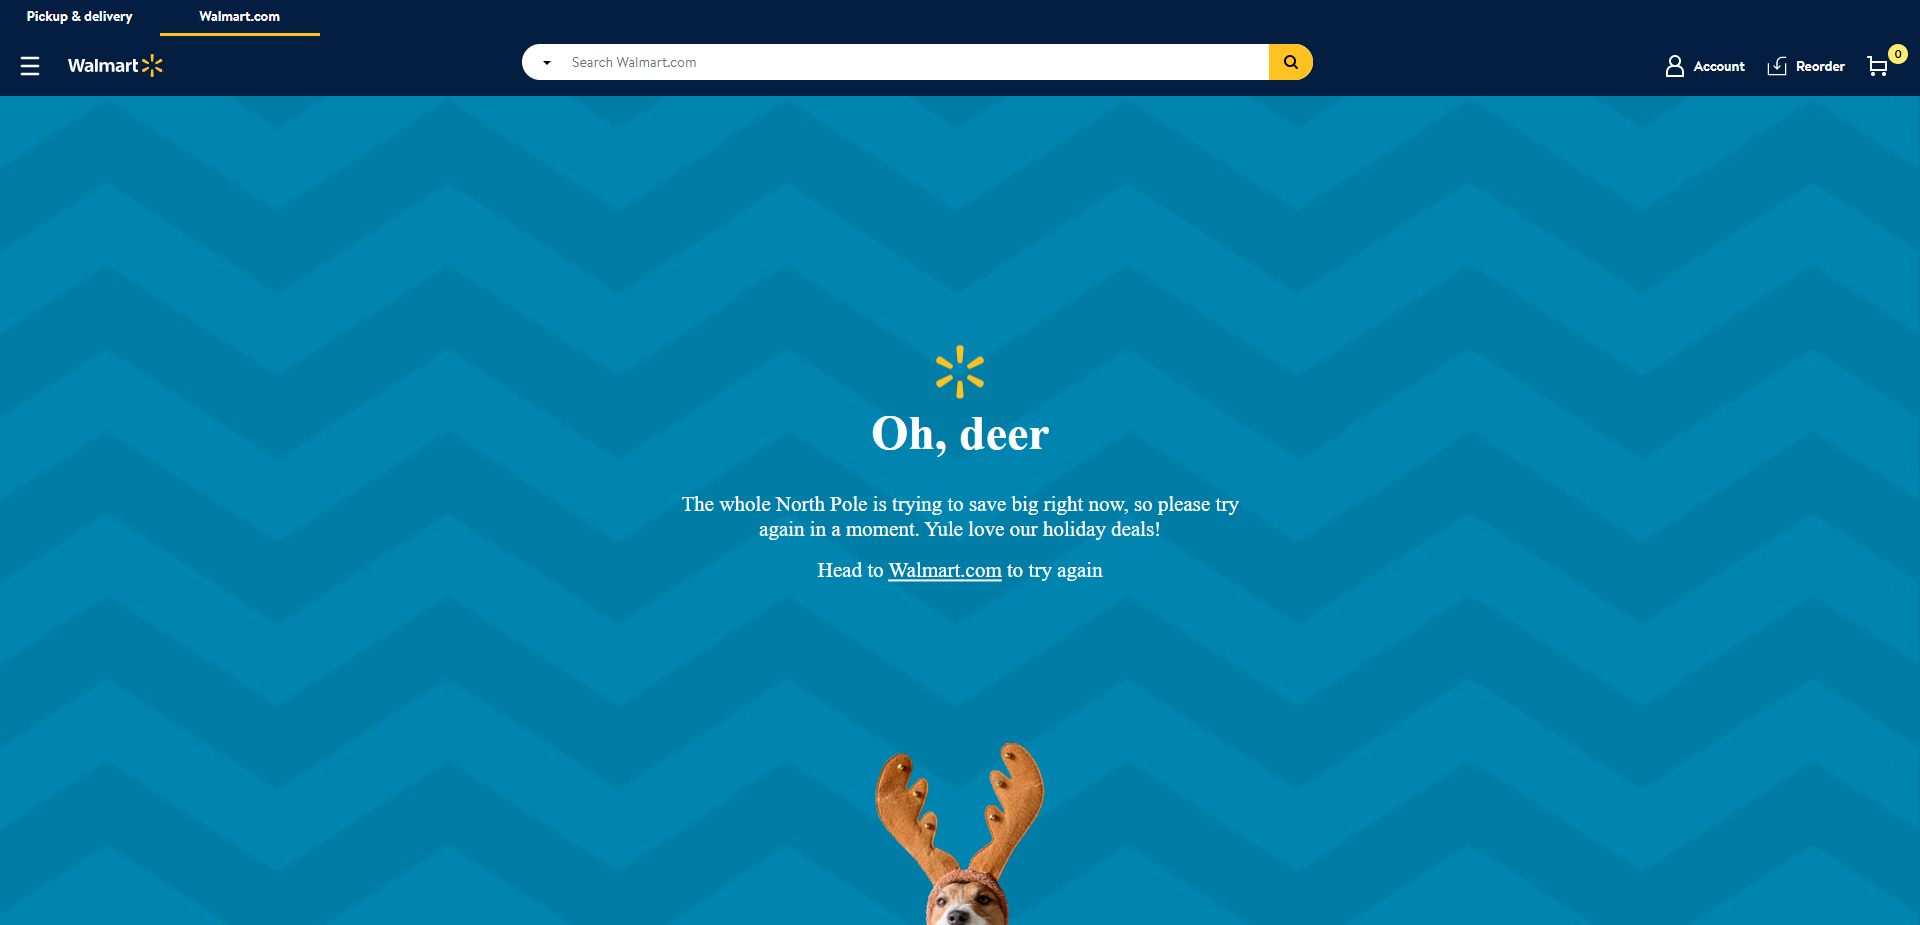 Pickup & delivery
Walmart.com
Walmart
Search Walmart.com
Account
Reorder
0
Oh, deer
The whole North Pole is trying to save big right now, so please try
again in a moment. Yule love our holiday deals!
Head to Walmart.com to try again